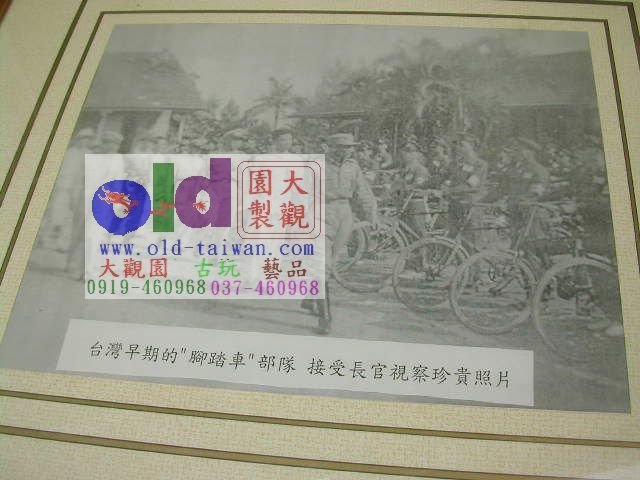 old
大觀
園製
www.old-taiwan.com
大觀園 古玩 藝品
0919-460968 037-460968
台灣早期的"腳踏車"部隊 接受長官視察珍貴照片